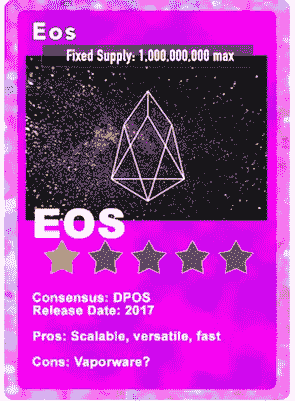 Eos
Fixed Supply: 1,000,000,000 max
EOS
Consensus: DPOS
Release Date: 2017
Pros: Scalable, versatile, fast
Cons: Vaporware?